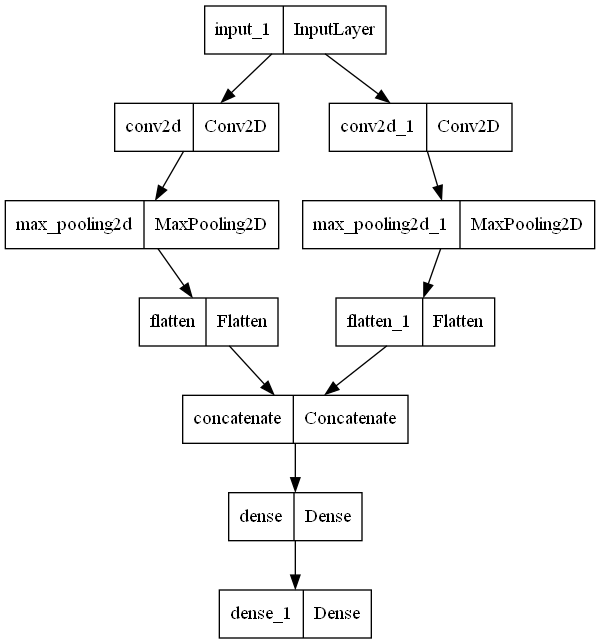 input_1 InputLayer
conv2d Conv2D conv2d_1 Conv2D
max_pooling2d MaxPooling2D max_pooling2d_1 MaxPooling2D
flatten Flatten flatten_1 Flatten
concatenate Concatenate
dense Dense
dense_1 Dense